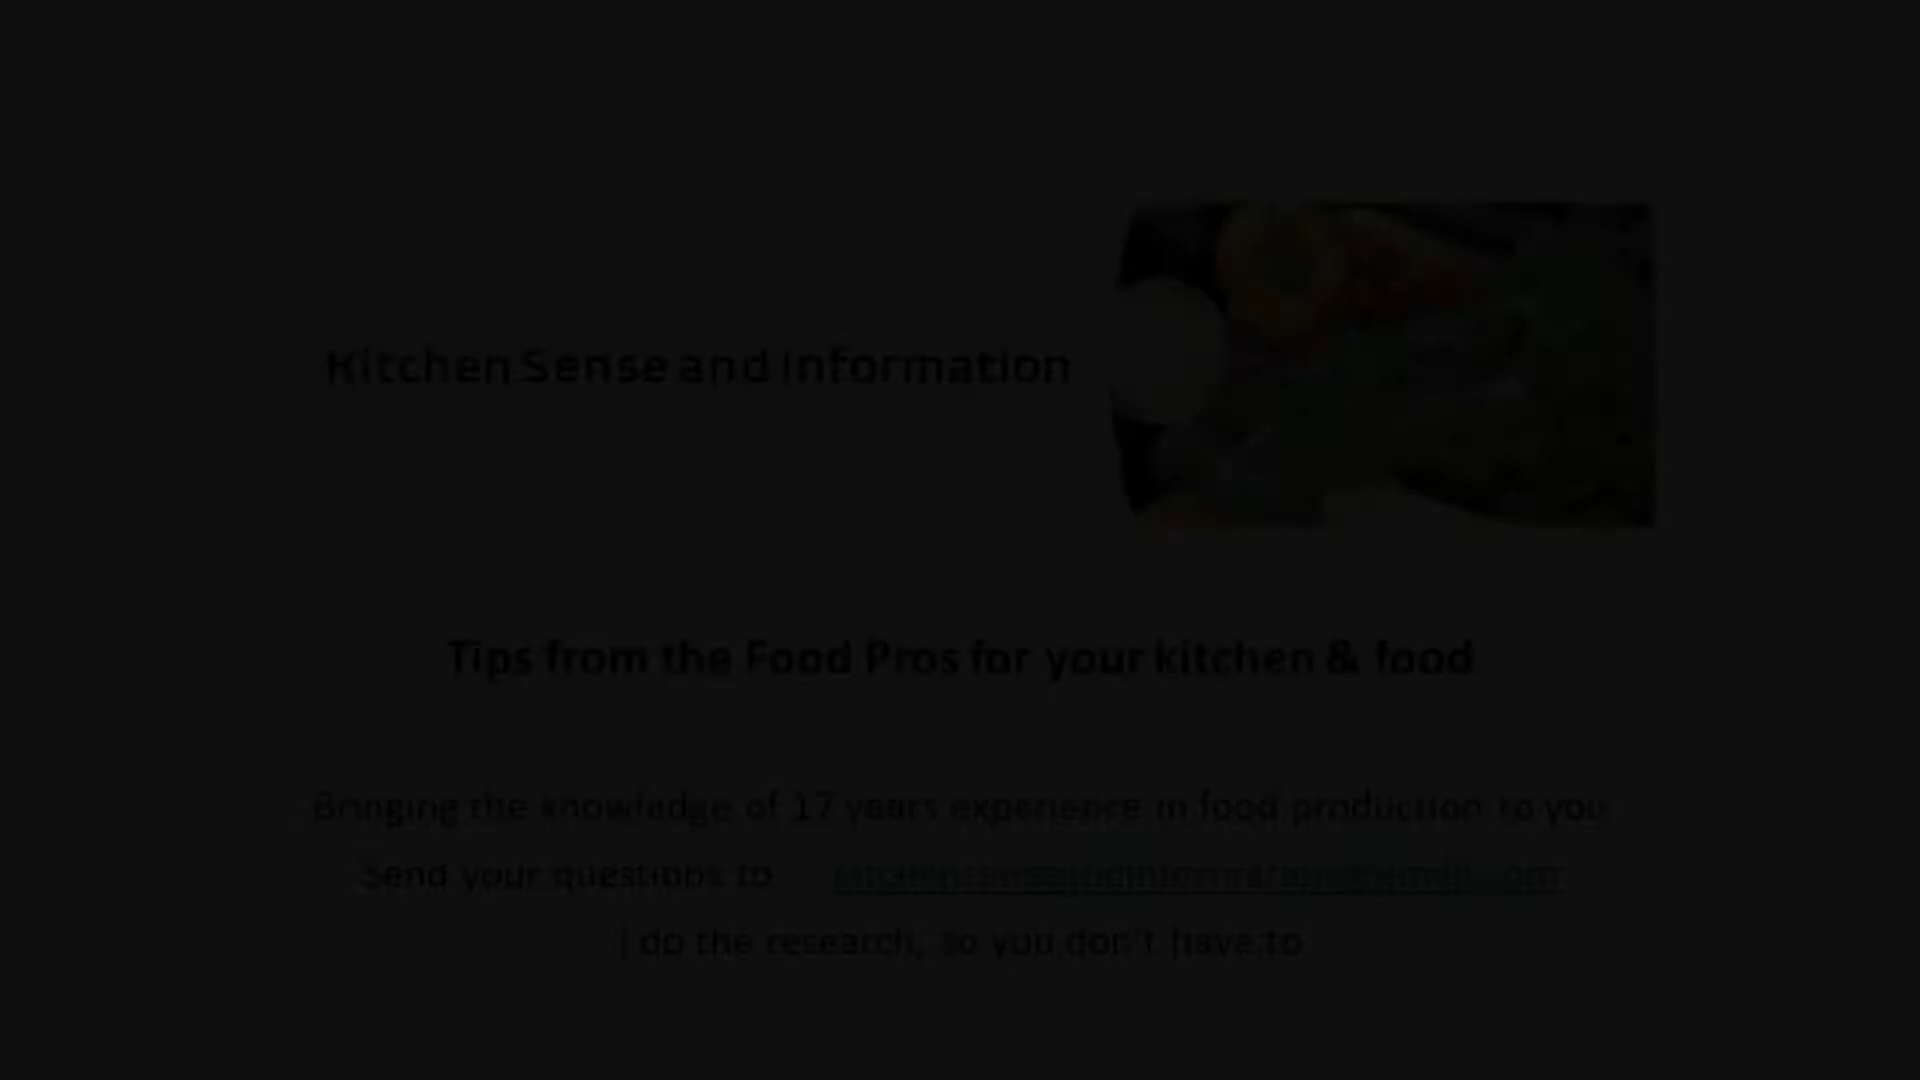 Kitchen Sense and Information
Tips from the Food Pros for your kitchen & food
Bringing the knowledge of 17 years experience in food production to you
Send your questions to
I do the research, so you don't have to